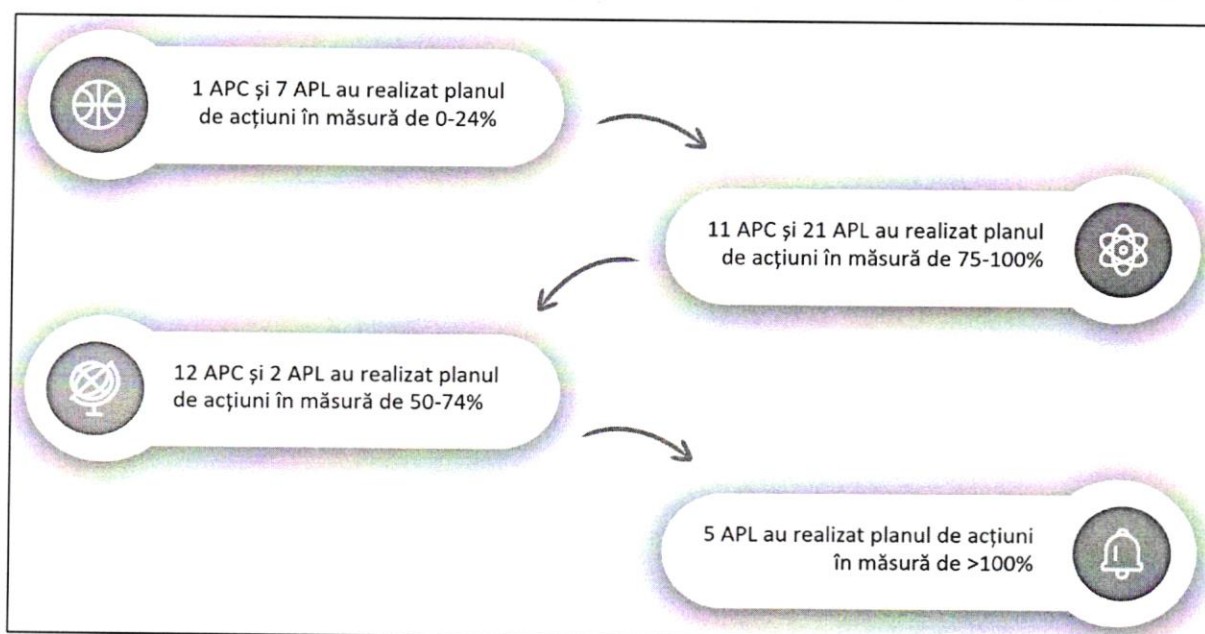 1 APC și 7 APL au realizat planul
de acțiuni în măsură de 0-24%
11 APC și 21 APL au realizat planul
de acțiuni în măsură de 75-100%
12 APC și 2 APL au realizat planul
de acțiuni în măsură de 50-74%
5 APL au realizat planul de acțiuni
în măsură de >100%